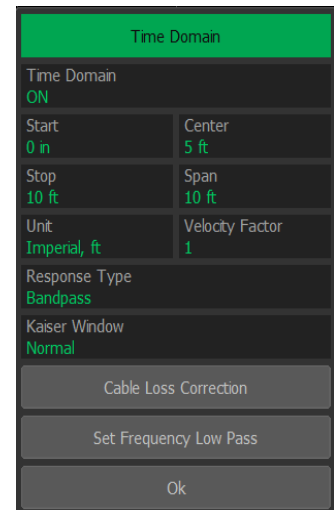 Time Domain
Time Domain
ON
Start Center
0 in 5 ft
Stop Span
10 ft 10 ft
Unit Velocity Factor
Imperial, ft 1
Response Type
Bandpass
Kaiser Window
Normal
Cable Loss Correction
Set Frequency Low Pass
Ok